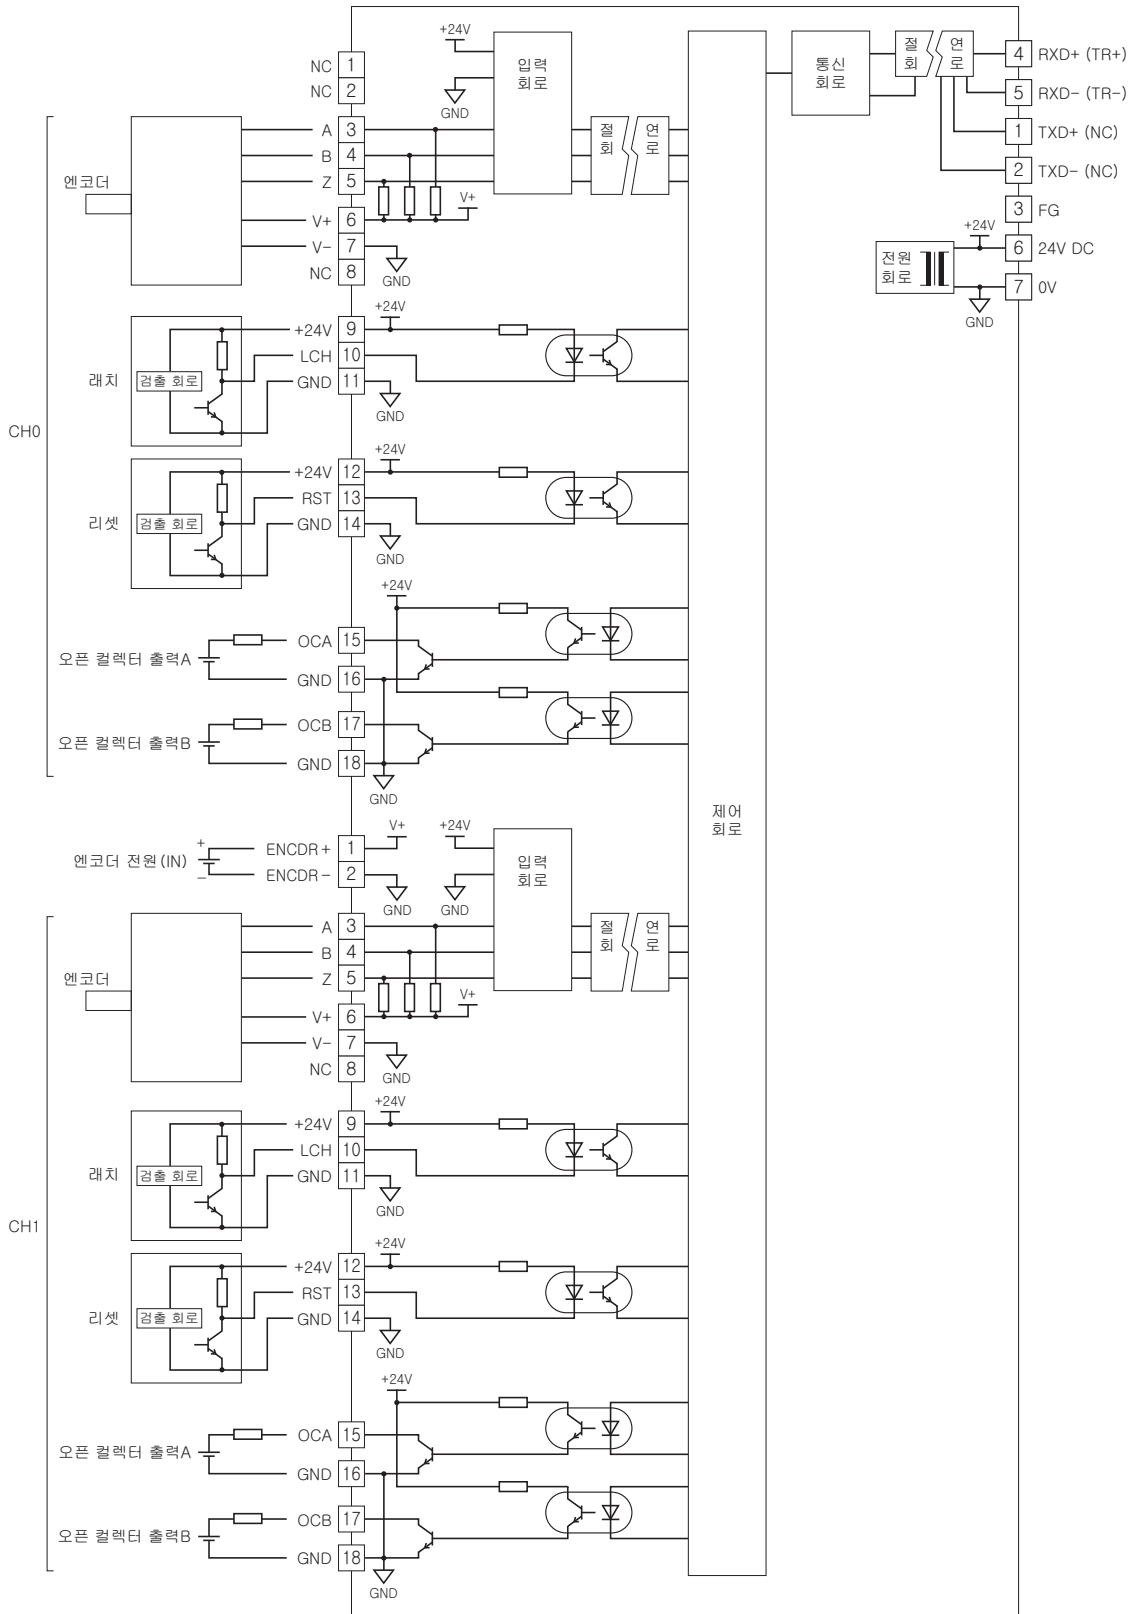 +24V
NC 1
NC 2
입력
회로
GND
A 3
B 4
Z 5
절 연
회 로
엔코더
V+
V+ 6
V- 7
NC 8
GND
통신
회로
절 연
회 로
4 RXD+ (TR+)
5 RXD- (TR-)
1 TXD+ (NC)
2 TXD- (NC)
3 FG
+24V
전원
회로
6 24V DC
7 0V
GND
CH0
+24V
래치
검출 회로
+24V 9
LCH 10
GND 11
GND
+24V
리셋
검출 회로
+24V 12
RST 13
GND 14
GND
+24V
오픈 컬렉터 출력A
OCA 15
GND 16
오픈 컬렉터 출력B
OCB 17
GND 18
GND
제어
회로
엔코더 전원(IN)
+
−
ENCDR+ 1
ENCDR- 2
V+
GND
+24V
GND
입력
회로
A 3
B 4
Z 5
절 연
회 로
엔코더
V+
V+ 6
V- 7
NC 8
GND
CH1
+24V
래치
검출 회로
+24V 9
LCH 10
GND 11
GND
+24V
리셋
검출 회로
+24V 12
RST 13
GND 14
GND
+24V
오픈 컬렉터 출력A
OCA 15
GND 16
오픈 컬렉터 출력B
OCB 17
GND 18
GND